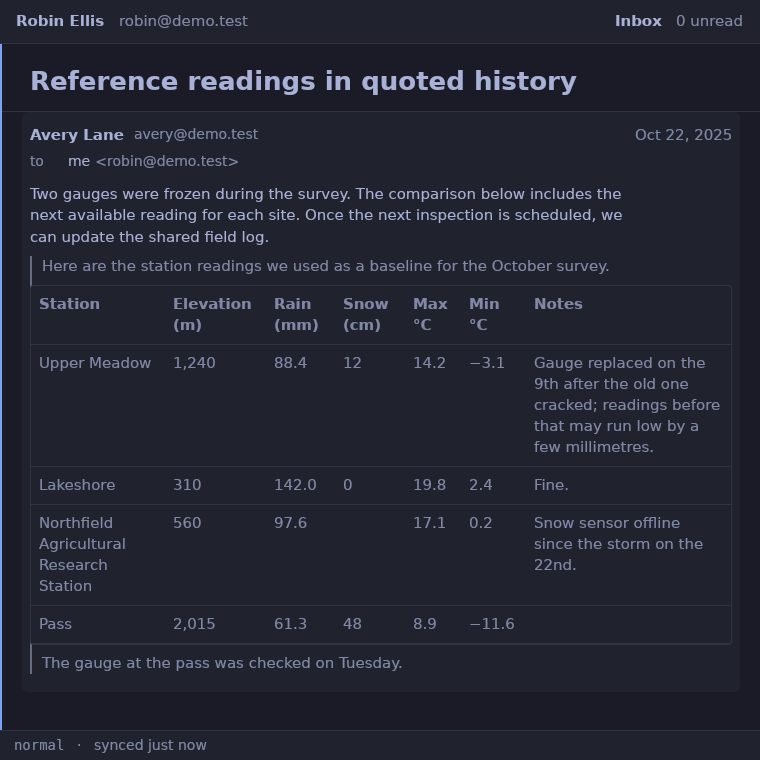 Robin Ellis robin@demo.test Inbox 0 unread
Reference readings in quoted history
Avery Lane avery@demo.test Oct 22, 2025
to me <robin@demo.test>
Two gauges were frozen during the survey. The comparison below includes the
next available reading for each site. Once the next inspection is scheduled, we
can update the shared field log.
Here are the station readings we used as a baseline for the October survey.
Station Elevation (m) Rain (mm) Snow (cm) Max °C Min °C Notes
Upper Meadow 1,240 88.4 12 14.2 −3.1 Gauge replaced on the
9th after the old one
cracked; readings before
that may run low by a
few millimetres.
Lakeshore 310 142.0 0 19.8 2.4 Fine.
Northfield Agricultural Research Station 560 97.6 17.1 0.2 Snow sensor offline
since the storm on the
22nd.
Pass 2,015 61.3 48 8.9 −11.6
The gauge at the pass was checked on Tuesday.
normal · synced just now